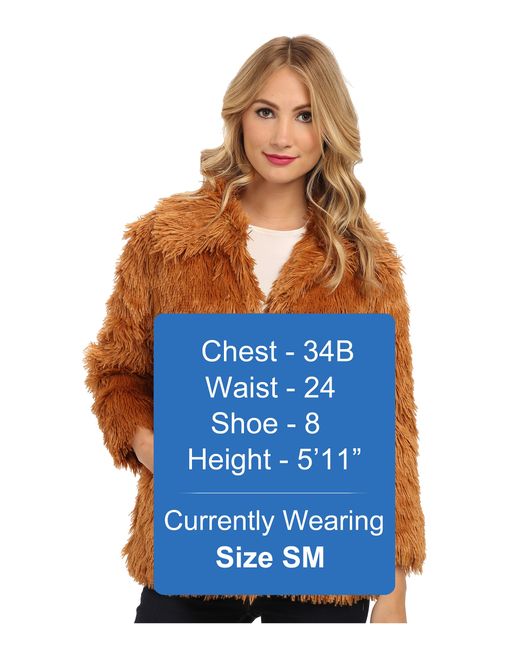 Chest - 34B
Waist - 24
Shoe - 8
Height - 5’11”
Currently Wearing
Size SM